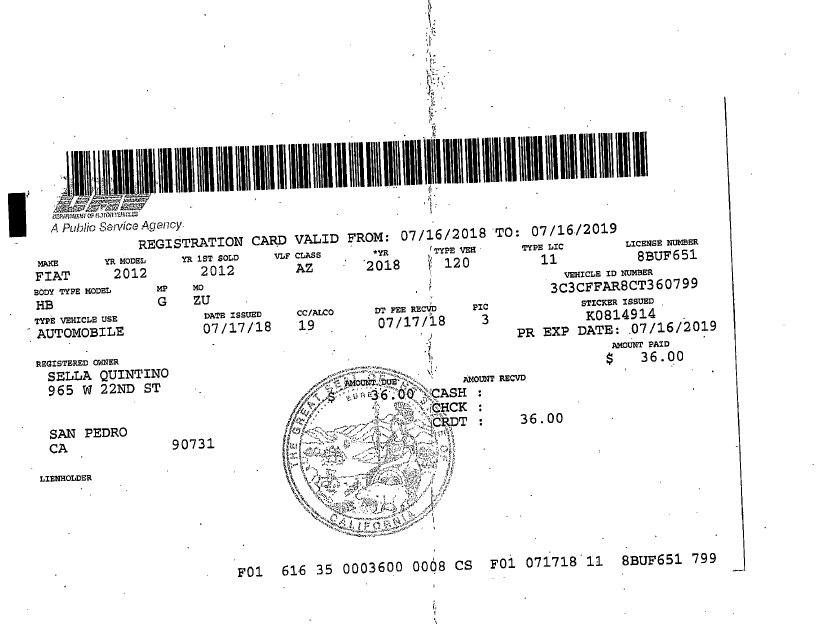 DMV
DEPARTMENT OF MOTOR VEHICLES
A Public Service Agency
REGISTRATION CARD VALID FROM: 07/16/2018 TO: 07/16/2019
MAKE YR MODEL YR 1ST SOLD VLF CLASS *YR TYPE VEH TYPE LIC LICENSE NUMBER
FIAT 2012 2012 AZ 2018 120 11 8BUF651
BODY TYPE MODEL MP MO VEHICLE ID NUMBER
HB G ZU 3C3CFFAR8CT360799
TYPE VEHICLE USE DATE ISSUED CC/ALCO DT FEE RECVD PIC STICKER ISSUED
AUTOMOBILE 07/17/18 19 07/17/18 3 K0814914
PR EXP DATE: 07/16/2019
AMOUNT PAID
$ 36.00
REGISTERED OWNER
SELLA QUINTINO
965 W 22ND ST
AMOUNT DUE AMOUNT RECVD
$ 36.00 CASH :
CHCK :
CRDT : 36.00
SAN PEDRO
CA 90731
LIENHOLDER
THE GREAT SEAL OF
CALIFORNIA
F01 616 35 0003600 0008 CS F01 071718 11 8BUF651 799